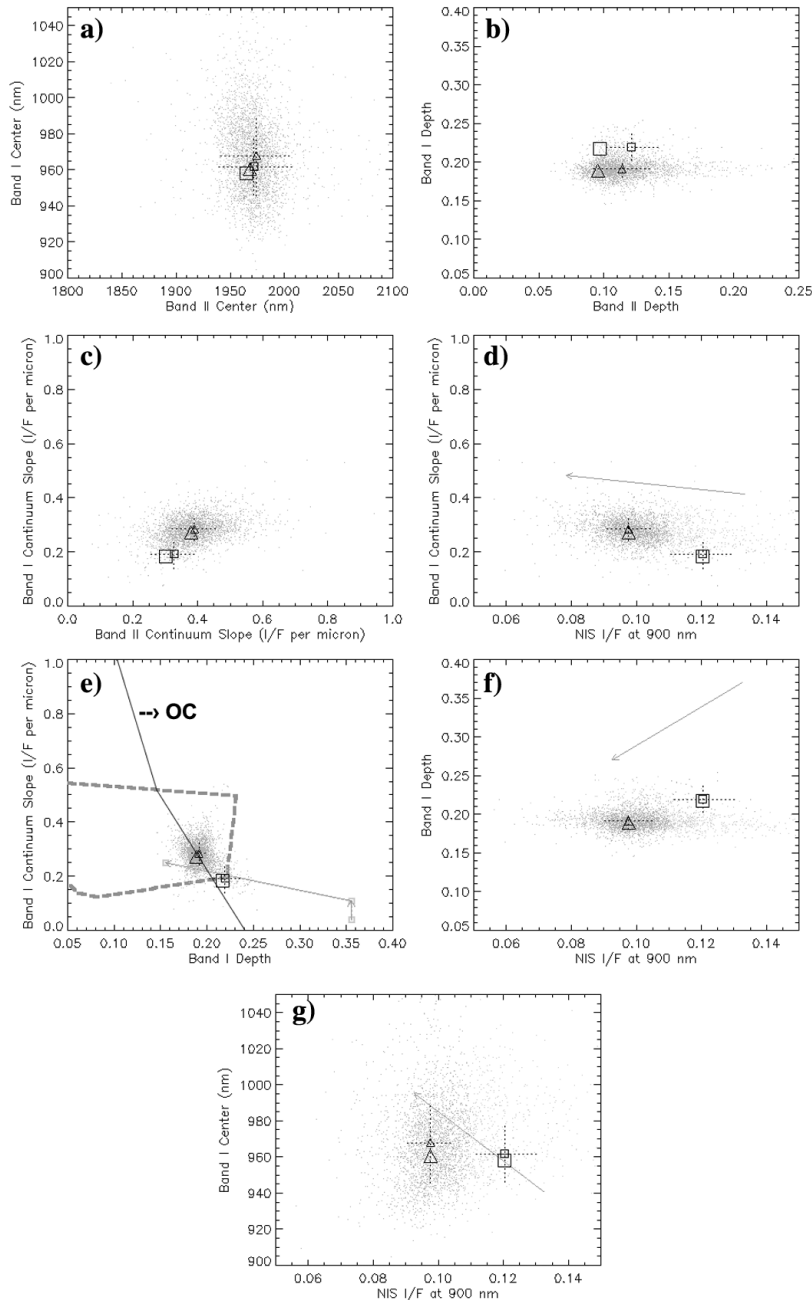 a)
1040
1020
1000
980
960
940
920
900
Band I Center (nm)
1800 1850 1900 1950 2000 2050 2100
Band II Center (nm)
b)
0.40
0.35
0.30
0.25
0.20
0.15
0.10
0.05
Band I Depth
0.00 0.05 0.10 0.15 0.20 0.25
Band II Depth
c)
1.0
0.8
0.6
0.4
0.2
0.0
Band I Continuum Slope (I/F per micron)
0.0 0.2 0.4 0.6 0.8 1.0
Band II Continuum Slope (I/F per micron)
d)
1.0
0.8
0.6
0.4
0.2
0.0
Band I Continuum Slope (I/F per micron)
0.06 0.08 0.10 0.12 0.14
NIS I/F at 900 nm
e)
--> OC
1.0
0.8
0.6
0.4
0.2
0.0
Band I Continuum Slope (I/F per micron)
0.05 0.10 0.15 0.20 0.25 0.30 0.35 0.40
Band I Depth
f)
0.40
0.35
0.30
0.25
0.20
0.15
0.10
0.05
Band I Depth
0.06 0.08 0.10 0.12 0.14
NIS I/F at 900 nm
g)
1040
1020
1000
980
960
940
920
900
Band I Center (nm)
0.06 0.08 0.10 0.12 0.14
NIS I/F at 900 nm